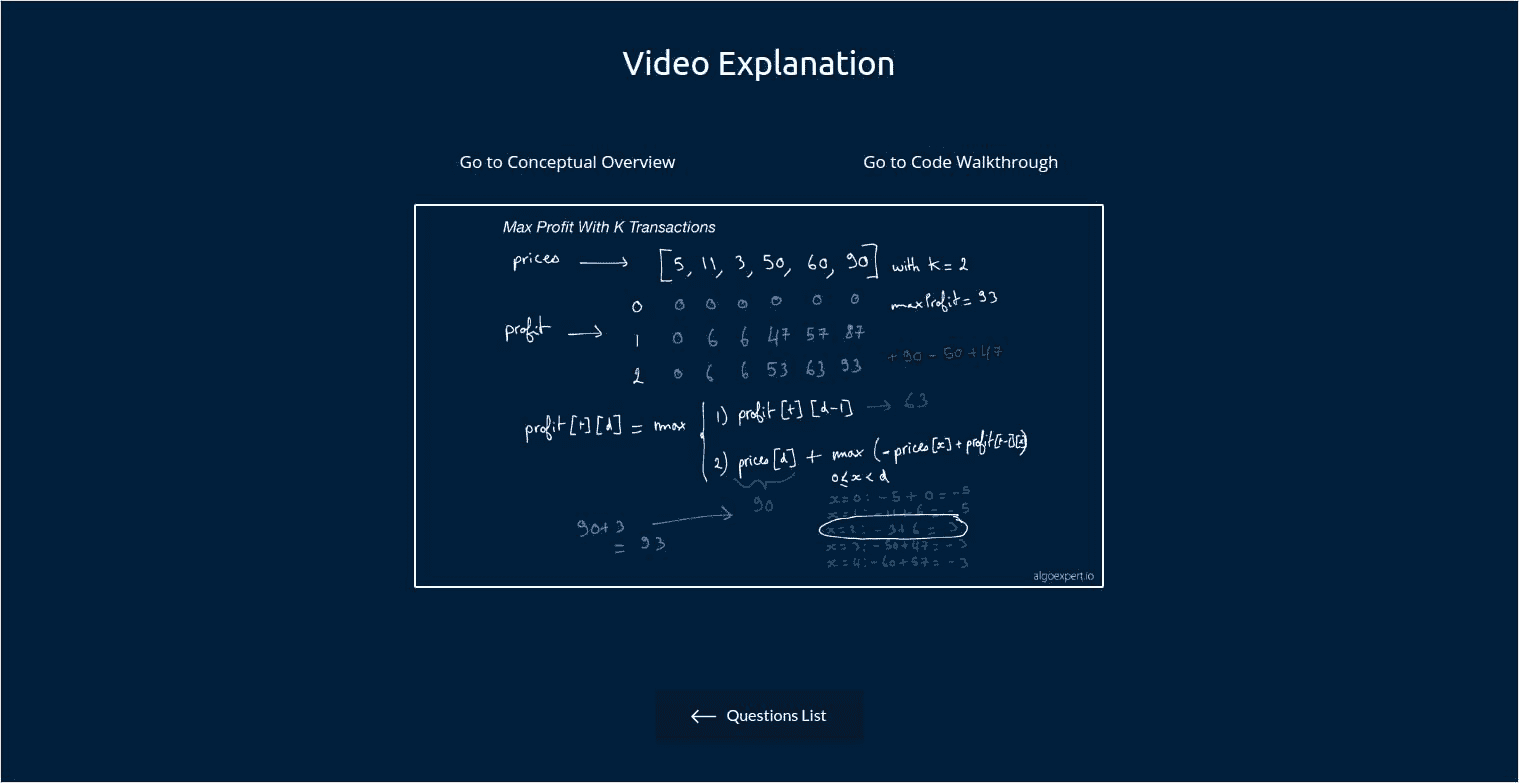 Video Explanation
Go to Conceptual Overview Go to Code Walkthrough
Max Profit With K Transactions
prices → [5, 11, 3, 50, 60, 90] with k = 2
0 0 0 0 0 0 0 maxProfit = 93
profit →
1 0 6 6 47 57 87
+ 90 - 50 + 47
2 0 6 6 53 63 93
1) profit[t][d-1] → 63
profit[t][d] = max
2) prices[d] + max (-prices[x] + profit[t-1][x])
0 ≤ x < d
x=0: -5 + 0 = -5
90
x=1: -11 + 6 = -5
90+3 → x=2: -3+6 = 3
= 93 x=3: -50+47 = -3
x=4: -60+57 = -3
algoexpert.io
← Questions List